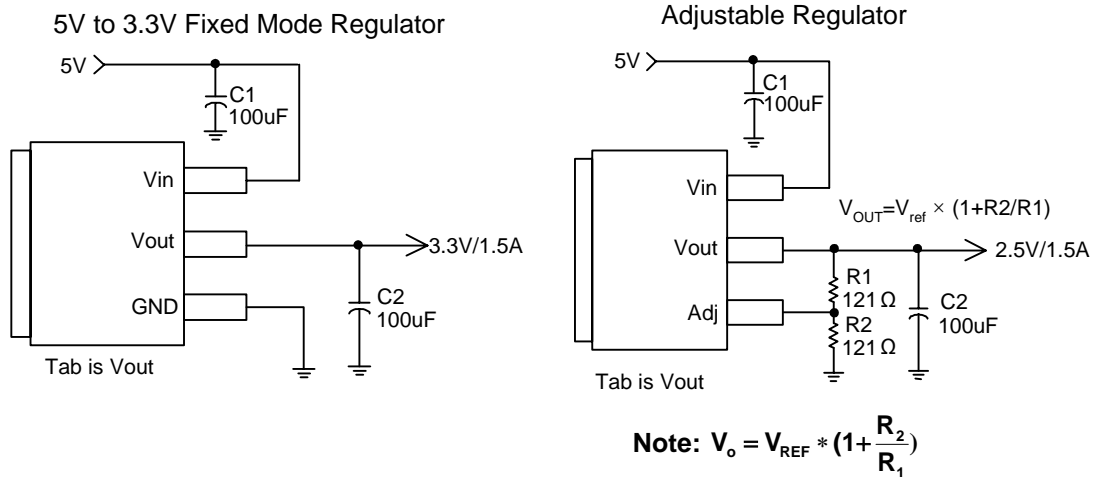 5V to 3.3V Fixed Mode Regulator
5V
C1
100uF
Vin
Vout
GND
3.3V/1.5A
C2
100uF
Tab is Vout
Adjustable Regulator
5V
C1
100uF
Vin
V_OUT=V_ref × (1+R2/R1)
Vout
2.5V/1.5A
R1
121 Ω
Adj
R2
121 Ω
C2
100uF
Tab is Vout
Note: V_o = V_REF * (1+ R_2/R_1)